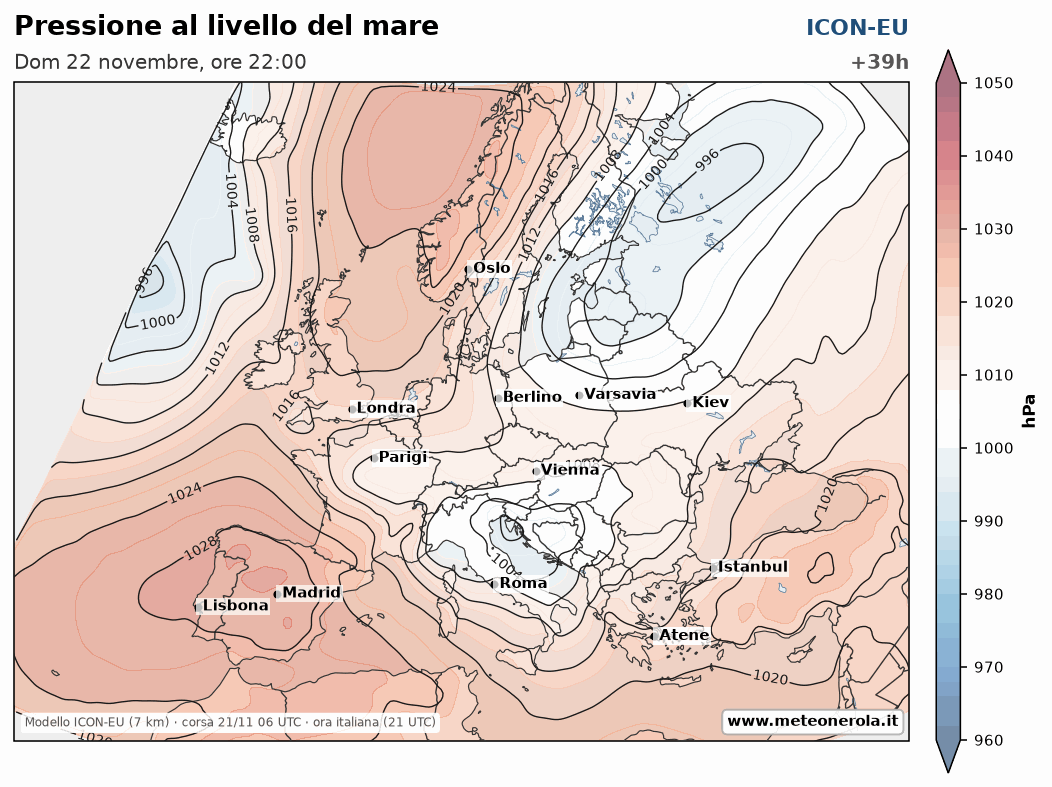 Pressione al livello del mare
ICON-EU
Dom 22 novembre, ore 22:00
+39h
1024
1004
996
1008
1000
1016
1004
1008
1016
1012
996
Oslo
1020
1000
1012
1016
Londra
Berlino
Varsavia
Kiev
Parigi
Vienna
1024
1020
1028
1004
Istanbul
Roma
Madrid
Lisbona
Atene
1020
1020
Modello ICON-EU (7 km) · corsa 21/11 06 UTC · ora italiana (21 UTC)
www.meteonerola.it
1050
1040
1030
1020
1010
1000
990
980
970
960
hPa